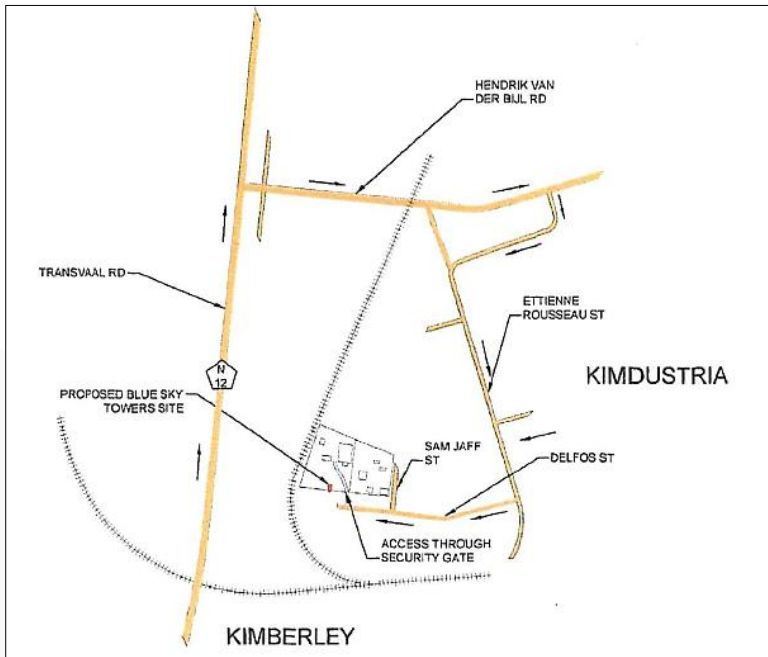 HENDRIK VAN
DER BIJL RD
TRANSVAAL RD
ETTIENNE
ROUSSEAU ST
N
12
KIMDUSTRIA
PROPOSED BLUE SKY
TOWERS SITE
SAM JAFF
ST
DELFOS ST
ACCESS THROUGH
SECURITY GATE
KIMBERLEY